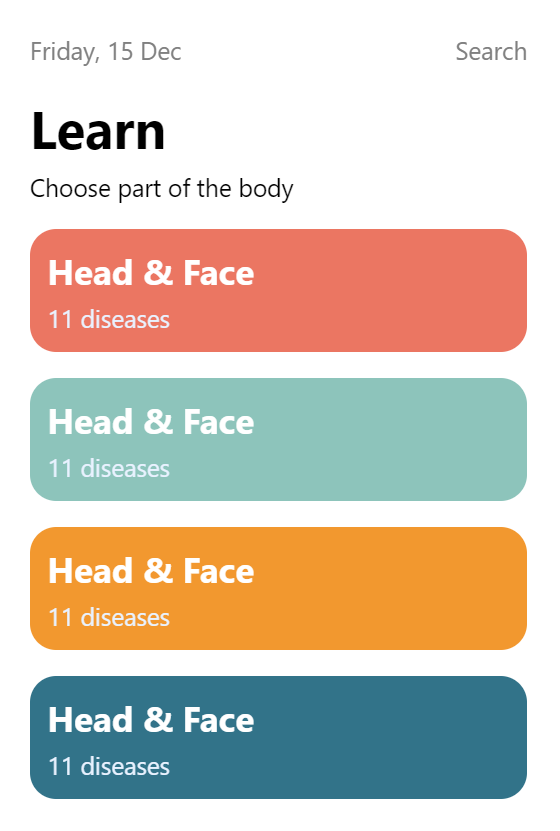 Friday, 15 Dec
Search
Learn
Choose part of the body
Head & Face
11 diseases
Head & Face
11 diseases
Head & Face
11 diseases
Head & Face
11 diseases